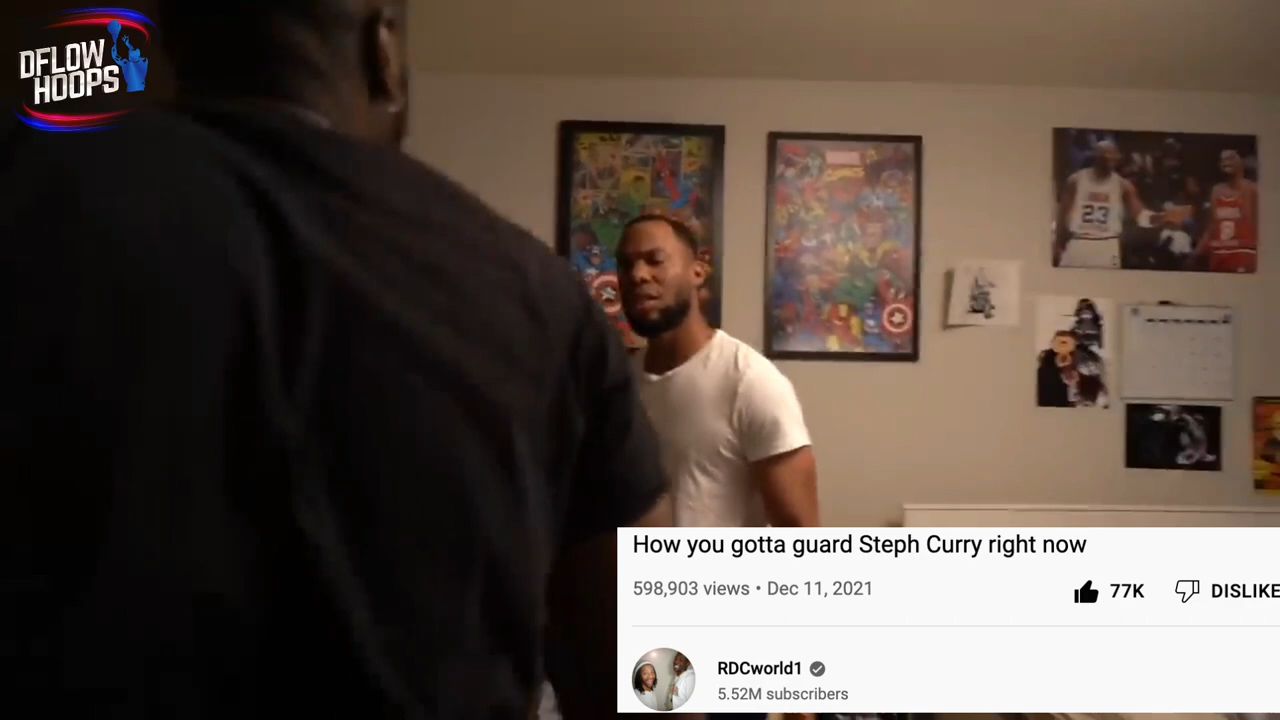 DFLOW
HOOPS
23
8
How you gotta guard Steph Curry right now
598,903 views • Dec 11, 2021
77K
DISLIKE
RDCworld1
5.52M subscribers